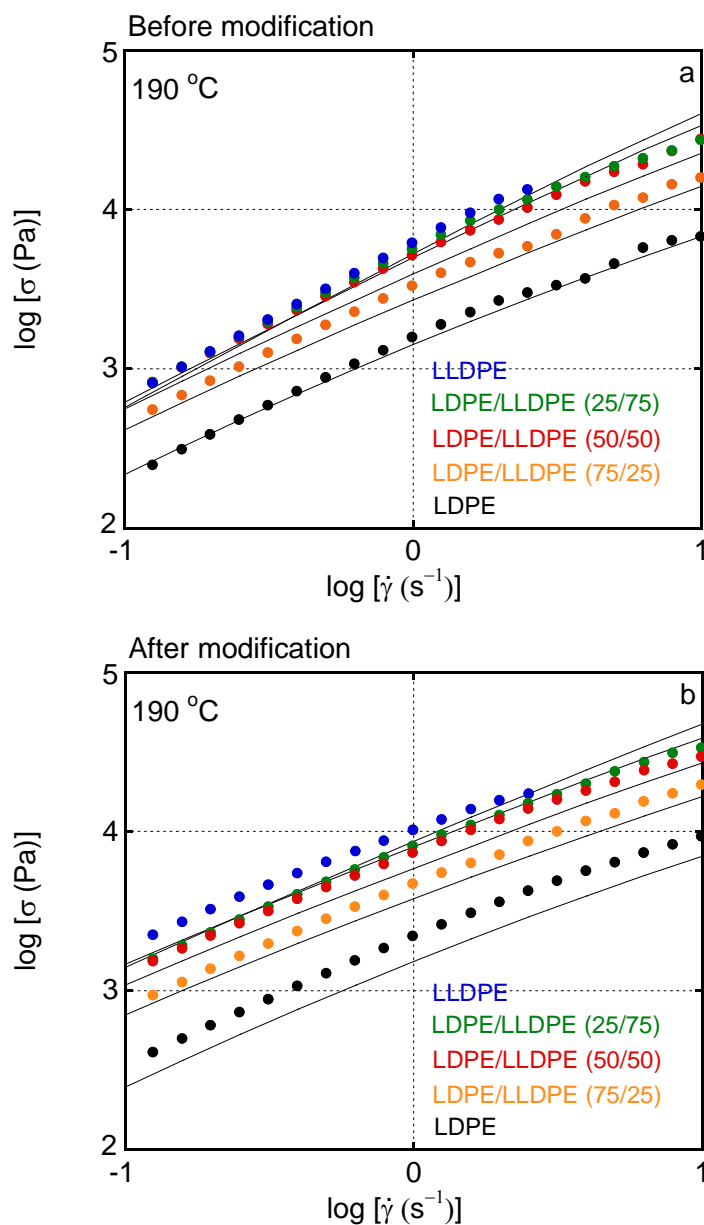 Before modification
5
190 °C
a
4
log [σ (Pa)]
3
LLDPE
LDPE/LLDPE (25/75)
LDPE/LLDPE (50/50)
LDPE/LLDPE (75/25)
LDPE
2
-1
0
1
log [γ̇ (s⁻¹)]
After modification
5
190 °C
b
4
log [σ (Pa)]
3
LLDPE
LDPE/LLDPE (25/75)
LDPE/LLDPE (50/50)
LDPE/LLDPE (75/25)
LDPE
2
-1
0
1
log [γ̇ (s⁻¹)]